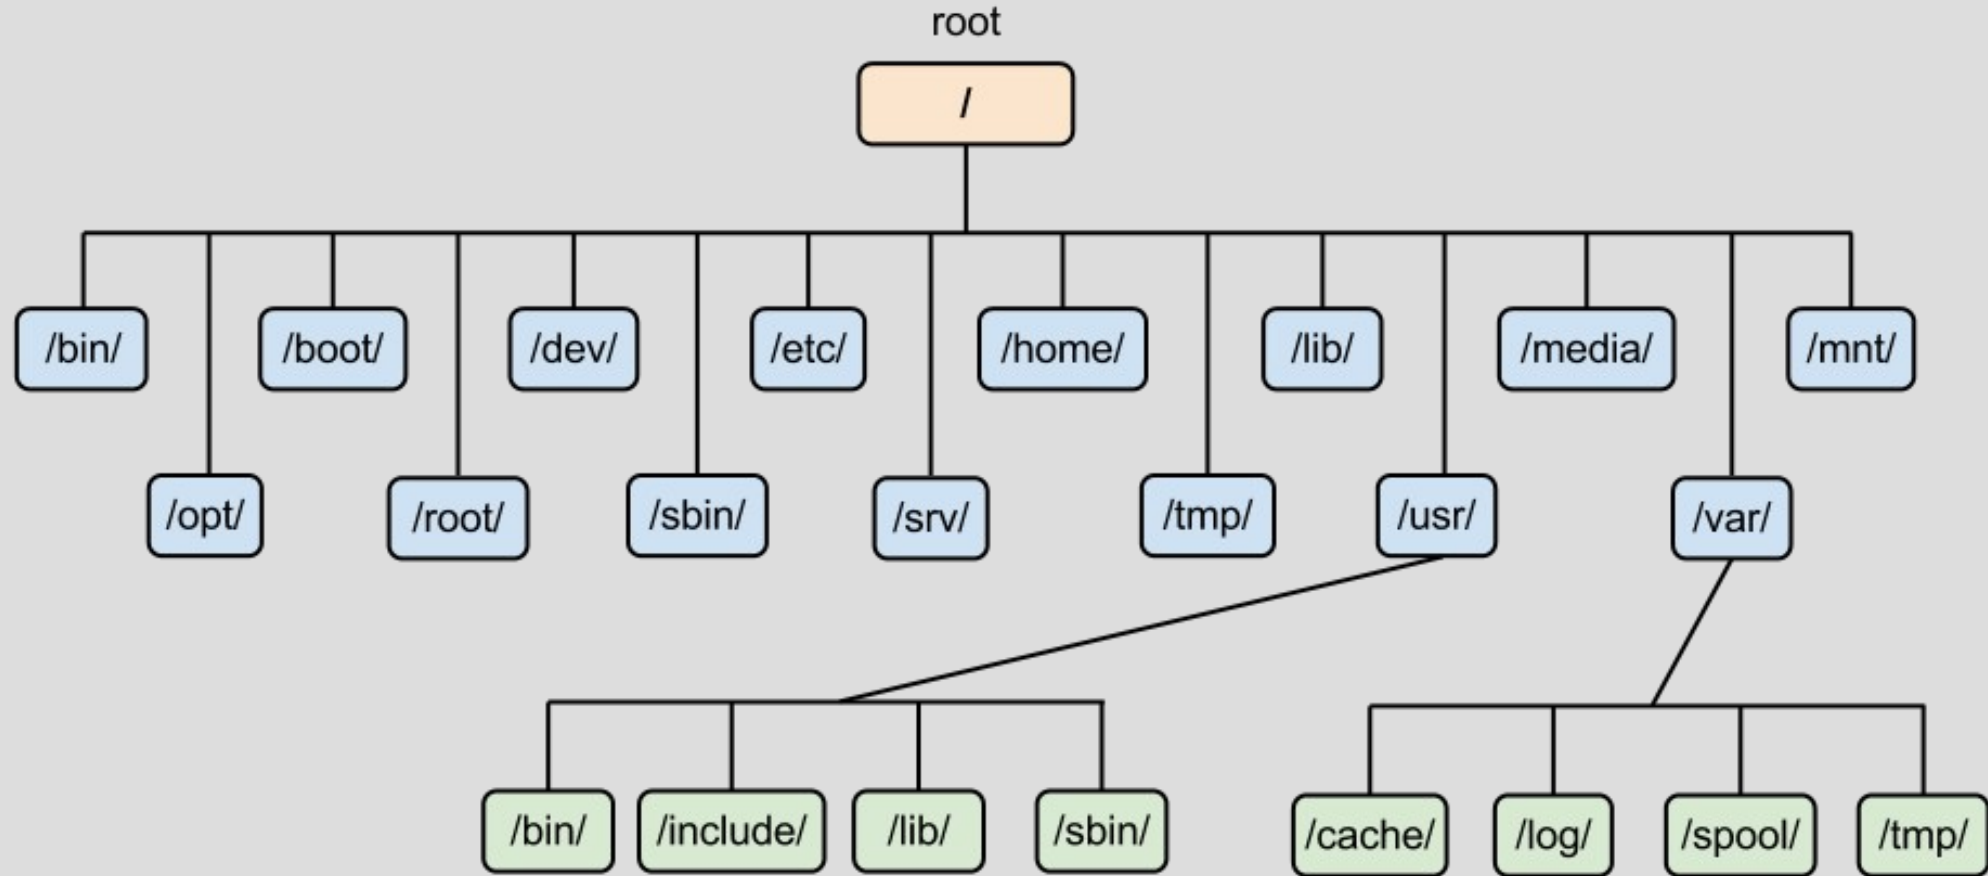 root
/
/bin/ /boot/ /dev/ /etc/ /home/ /lib/ /media/ /mnt/
/opt/ /root/ /sbin/ /srv/ /tmp/ /usr/ /var/
/bin/ /include/ /lib/ /sbin/ /cache/ /log/ /spool/ /tmp/